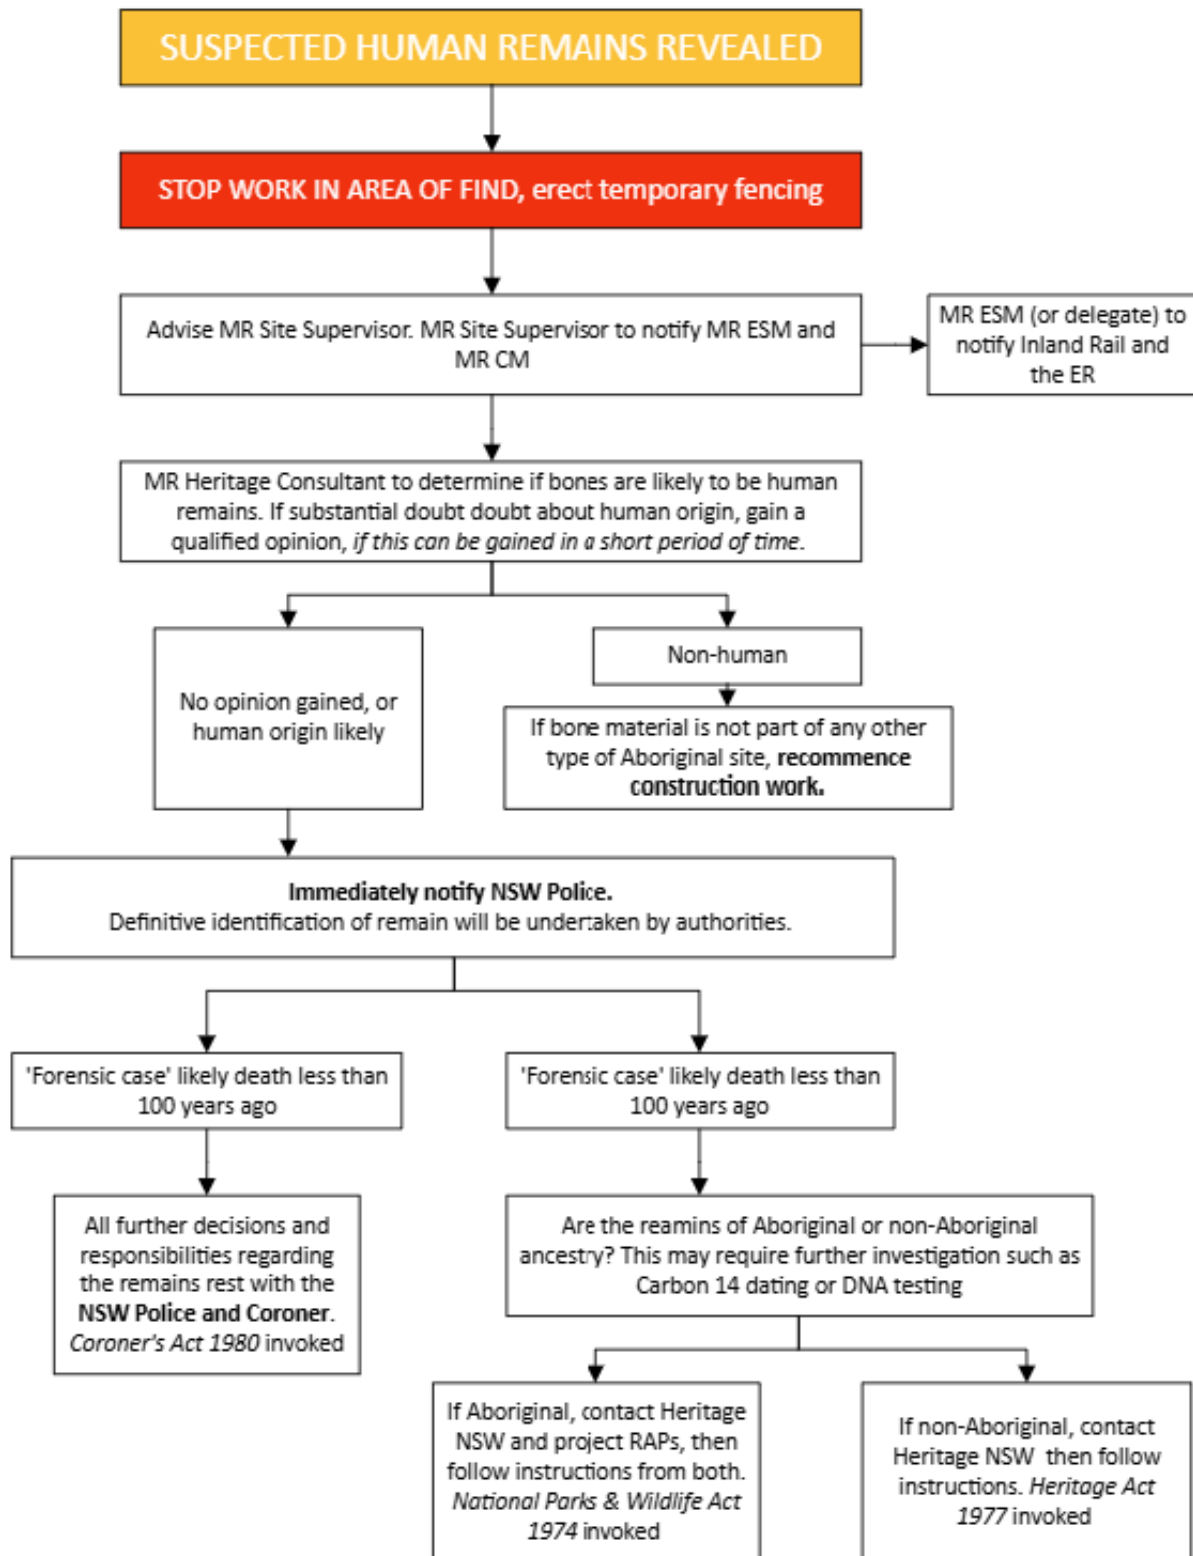 SUSPECTED HUMAN REMAINS REVEALED
STOP WORK IN AREA OF FIND, erect temporary fencing
Advise MR Site Supervisor. MR Site Supervisor to notify MR ESM and
MR CM
MR ESM (or delegate) to
notify Inland Rail and
the ER
MR Heritage Consultant to determine if bones are likely to be human
remains. If substantial doubt doubt about human origin, gain a
qualified opinion, if this can be gained in a short period of time.
No opinion gained, or
human origin likely
Non-human
If bone material is not part of any other
type of Aboriginal site, recommence
construction work.
Immediately notify NSW Police.
Definitive identification of remain will be undertaken by authorities.
'Forensic case' likely death less than
100 years ago
'Forensic case' likely death less than
100 years ago
All further decisions and
responsibilities regarding
the remains rest with the
NSW Police and Coroner.
Coroner's Act 1980 invoked
Are the reamins of Aboriginal or non-Aboriginal
ancestry? This may require further investigation such as
Carbon 14 dating or DNA testing
If Aboriginal, contact Heritage
NSW and project RAPs, then
follow instructions from both.
National Parks & Wildlife Act
1974 invoked
If non-Aboriginal, contact
Heritage NSW then follow
instructions. Heritage Act
1977 invoked